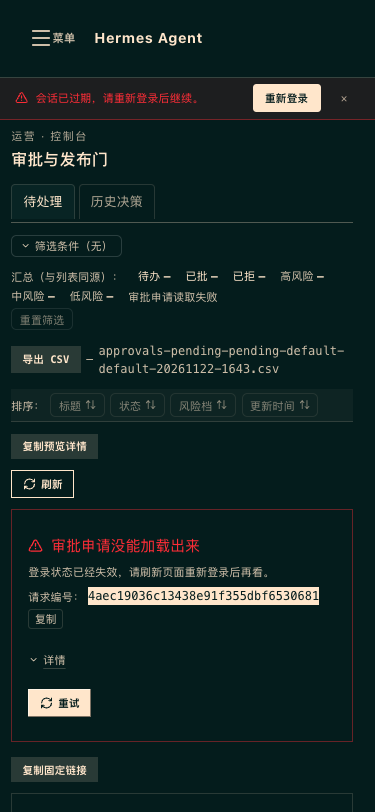 菜单
Hermes Agent
会话已过期，请重新登录后继续。
重新登录
×
运营 · 控制台
审批与发布门
待处理
历史决策
筛选条件（无）
汇总（与列表同源）： 待办 — 已批 — 已拒 — 高风险 —
中风险 — 低风险 — 审批申请读取失败
重置筛选
导出 CSV
— approvals-pending-pending-default-
default-20261122-1643.csv
排序： 标题 状态 风险档 更新时间
复制预览详情
刷新
审批申请没能加载出来
登录状态已经失效，请刷新页面重新登录后再看。
请求编号： 4aec19036c13438e91f355dbf6530681
复制
详情
重试
复制固定链接